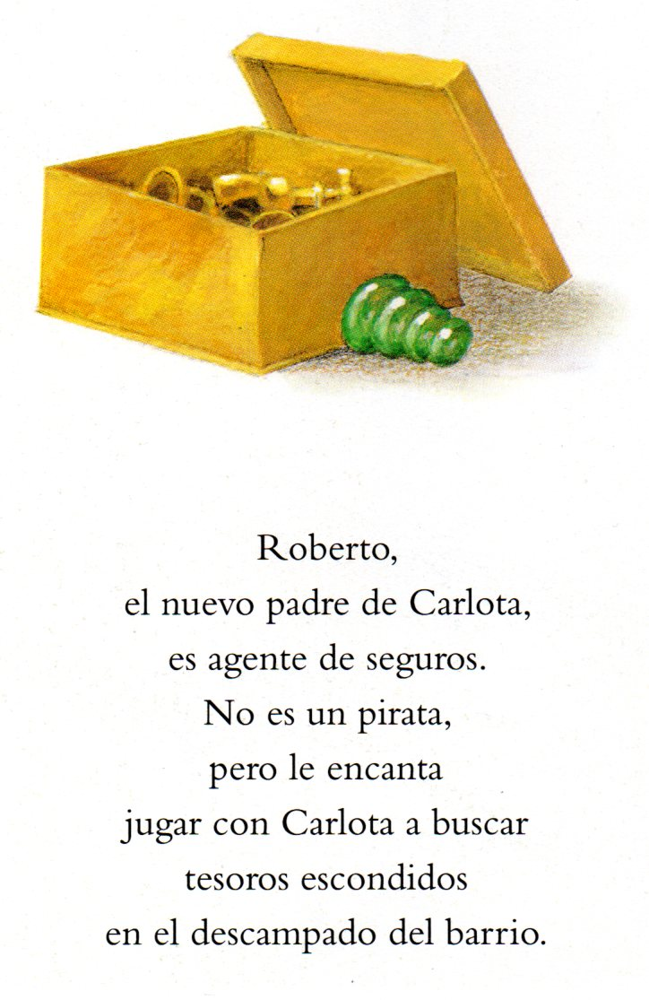 Roberto,
el nuevo padre de Carlota,
es agente de seguros.
No es un pirata,
pero le encanta
jugar con Carlota a buscar
tesoros escondidos
en el descampado del barrio.